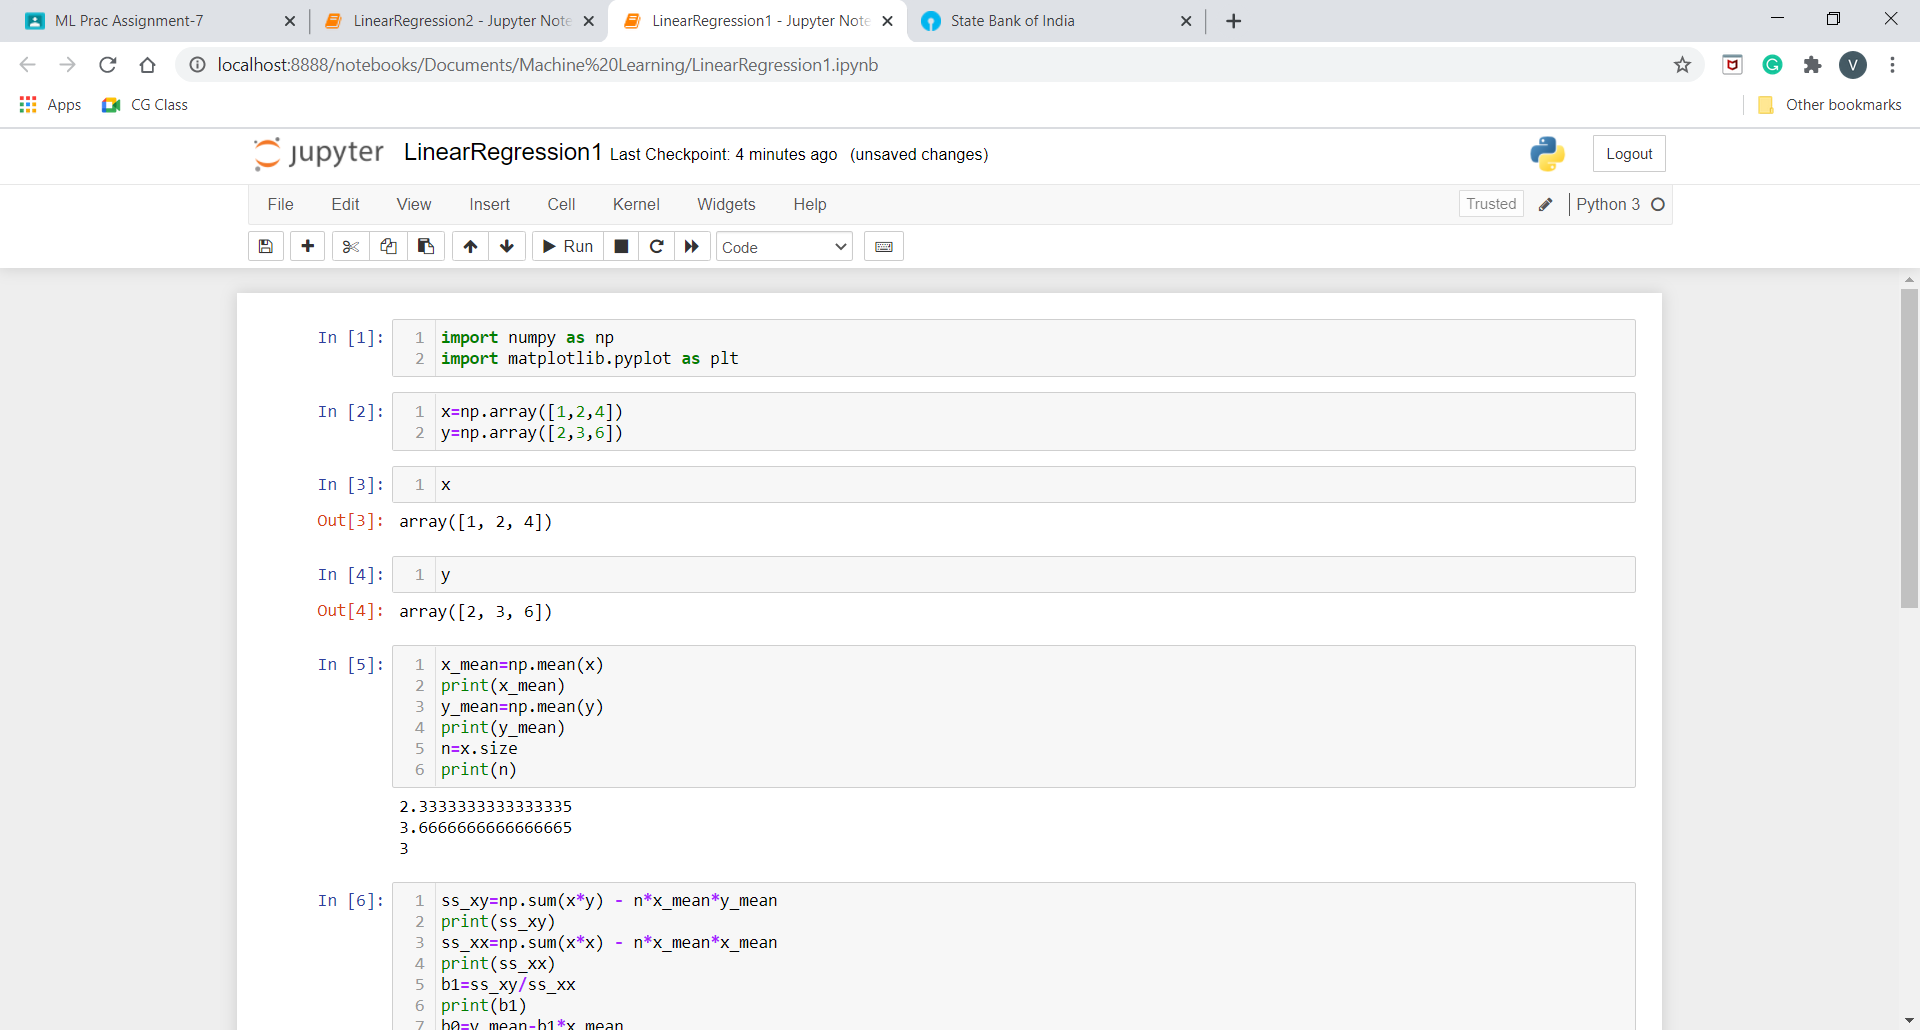 ML Prac Assignment-7
LinearRegression2 - Jupyter Note
LinearRegression1 - Jupyter Note
State Bank of India
localhost:8888/notebooks/Documents/Machine%20Learning/LinearRegression1.ipynb
V
Apps
CG Class
Other bookmarks
jupyter LinearRegression1 Last Checkpoint: 4 minutes ago (unsaved changes)
Logout
File Edit View Insert Cell Kernel Widgets Help
Trusted
Python 3
Run
Code
In [1]:
1 import numpy as np
2 import matplotlib.pyplot as plt
In [2]:
1 x=np.array([1,2,4])
2 y=np.array([2,3,6])
In [3]:
1 x
Out[3]: array([1, 2, 4])
In [4]:
1 y
Out[4]: array([2, 3, 6])
In [5]:
1 x_mean=np.mean(x)
2 print(x_mean)
3 y_mean=np.mean(y)
4 print(y_mean)
5 n=x.size
6 print(n)
2.3333333333333335
3.6666666666666665
3
In [6]:
1 ss_xy=np.sum(x*y) - n*x_mean*y_mean
2 print(ss_xy)
3 ss_xx=np.sum(x*x) - n*x_mean*x_mean
4 print(ss_xx)
5 b1=ss_xy/ss_xx
6 print(b1)
7 b0=y_mean-b1*x_mean